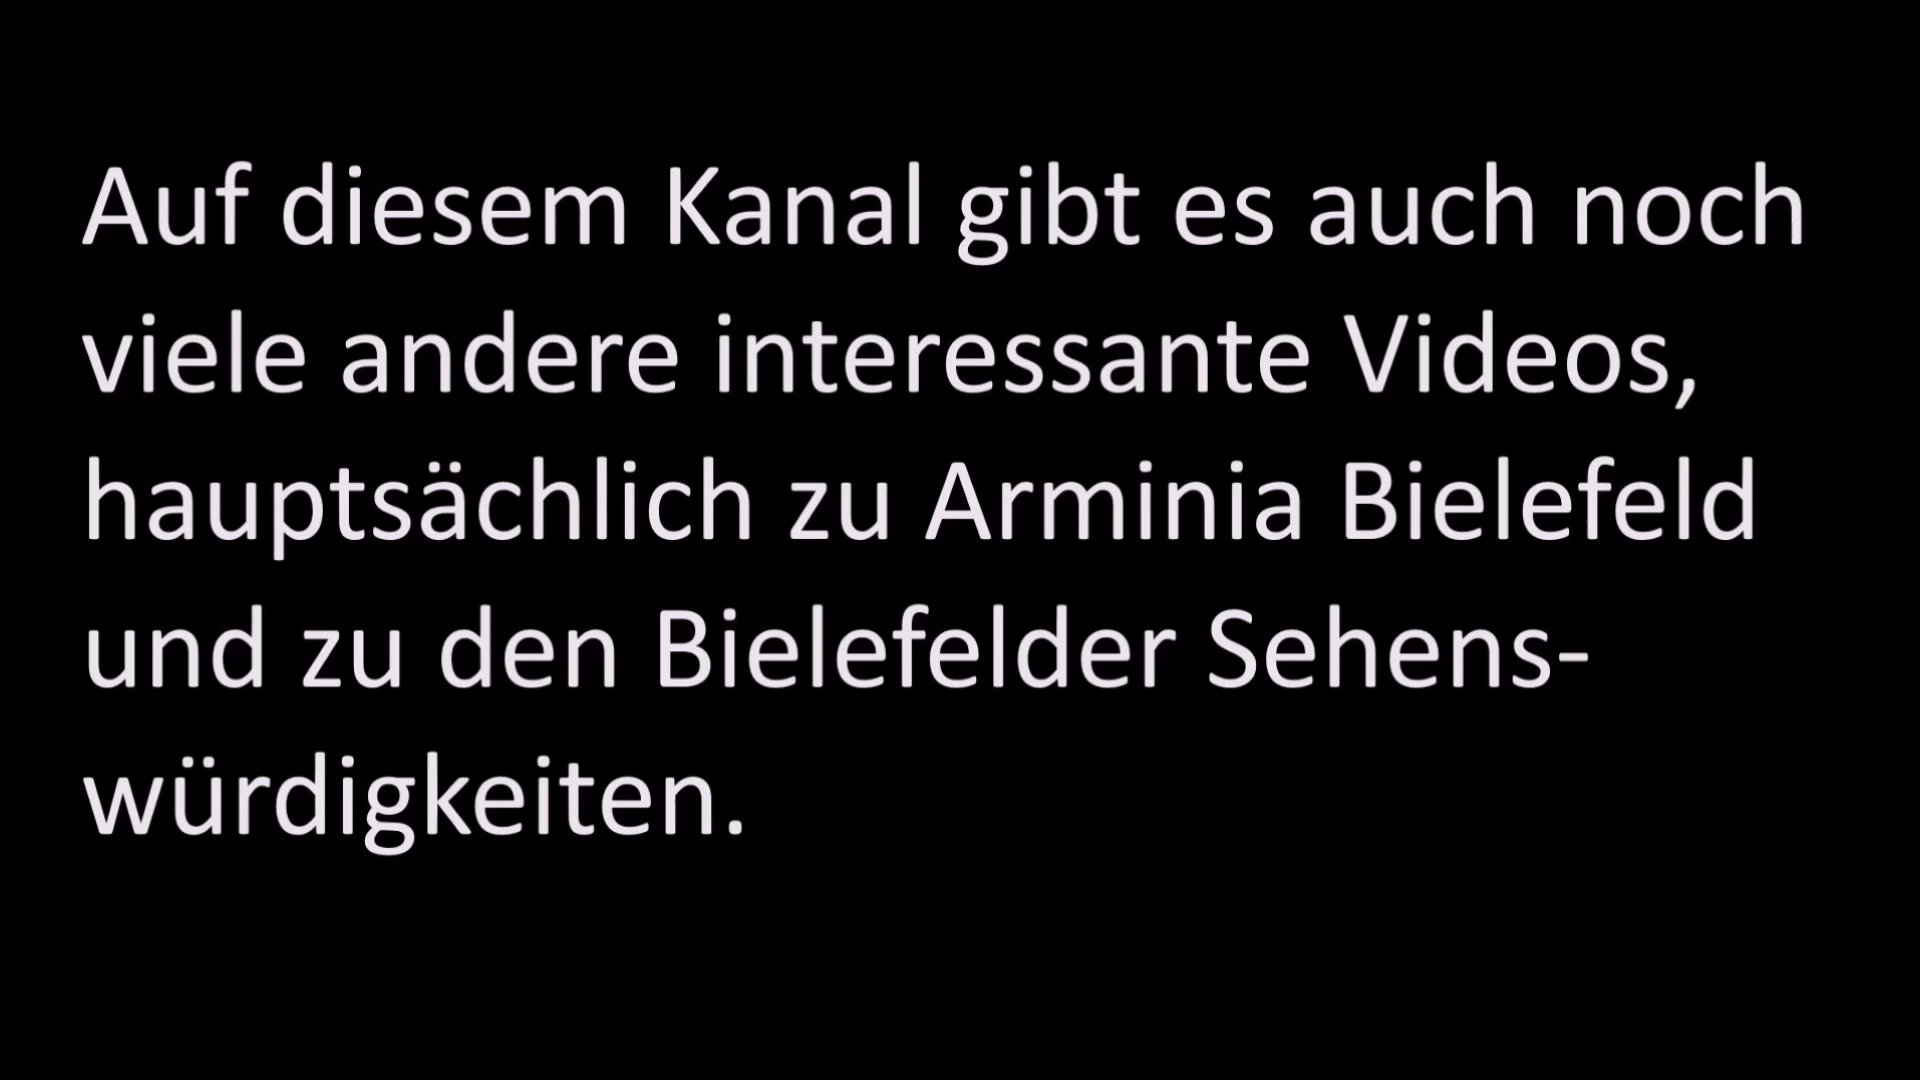 Auf diesem Kanal gibt es auch noch
viele andere interessante Videos,
hauptsächlich zu Arminia Bielefeld
und zu den Bielefelder Sehens-
würdigkeiten.